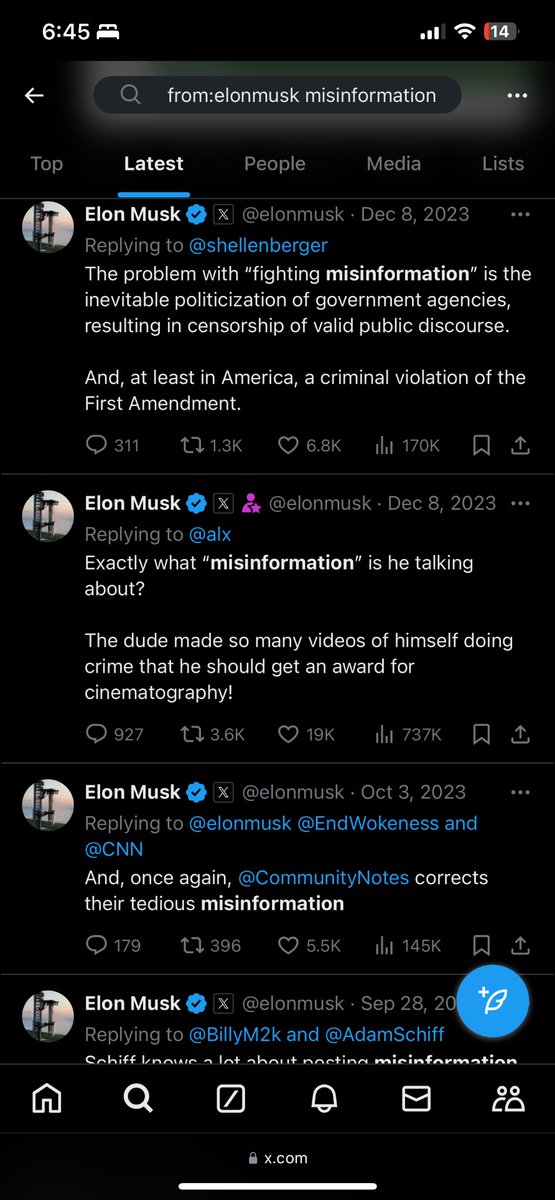 6:45
14
from:elonmusk misinformation
Top Latest People Media Lists
Elon Musk @elonmusk · Dec 8, 2023
Replying to @shellenberger
The problem with “fighting misinformation” is the
inevitable politicization of government agencies,
resulting in censorship of valid public discourse.
And, at least in America, a criminal violation of the
First Amendment.
311 1.3K 6.8K 170K
Elon Musk @elonmusk · Dec 8, 2023
Replying to @alx
Exactly what “misinformation” is he talking
about?
The dude made so many videos of himself doing
crime that he should get an award for
cinematography!
927 3.6K 19K 737K
Elon Musk @elonmusk · Oct 3, 2023
Replying to @elonmusk @EndWokeness and
@CNN
And, once again, @CommunityNotes corrects
their tedious misinformation
179 396 5.5K 145K
Elon Musk @elonmusk · Sep 28, 20
Replying to @BillyM2k and @AdamSchiff
Schiff knows a lot about posting misinformation
x.com